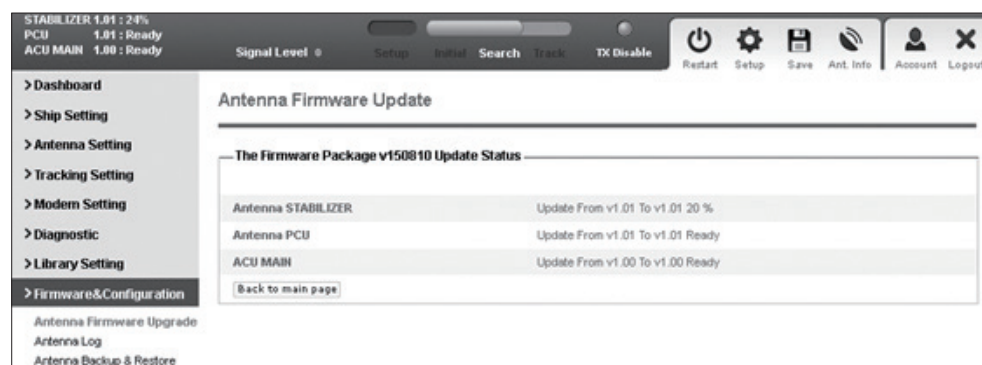 STABILIZER 1.01 : 24%
PCU 1.01 : Ready
ACU MAIN 1.00 : Ready
Signal Level
Setup
Initial
Search
Track
TX Disable
Restart
Setup
Save
Ant. Info
Account
Logout
>Dashboard
>Ship Setting
>Antenna Setting
>Tracking Setting
>Modem Setting
>Diagnostic
>Library Setting
>Firmware&Configuration
Antenna Firmware Upgrade
Antenna Log
Antenna Backup & Restore
Antenna Firmware Update
The Firmware Package v150810 Update Status
Antenna STABILIZER Update From v1.01 To v1.01 20 %
Antenna PCU Update From v1.01 To v1.01 Ready
ACU MAIN Update From v1.00 To v1.00 Ready
Back to main page